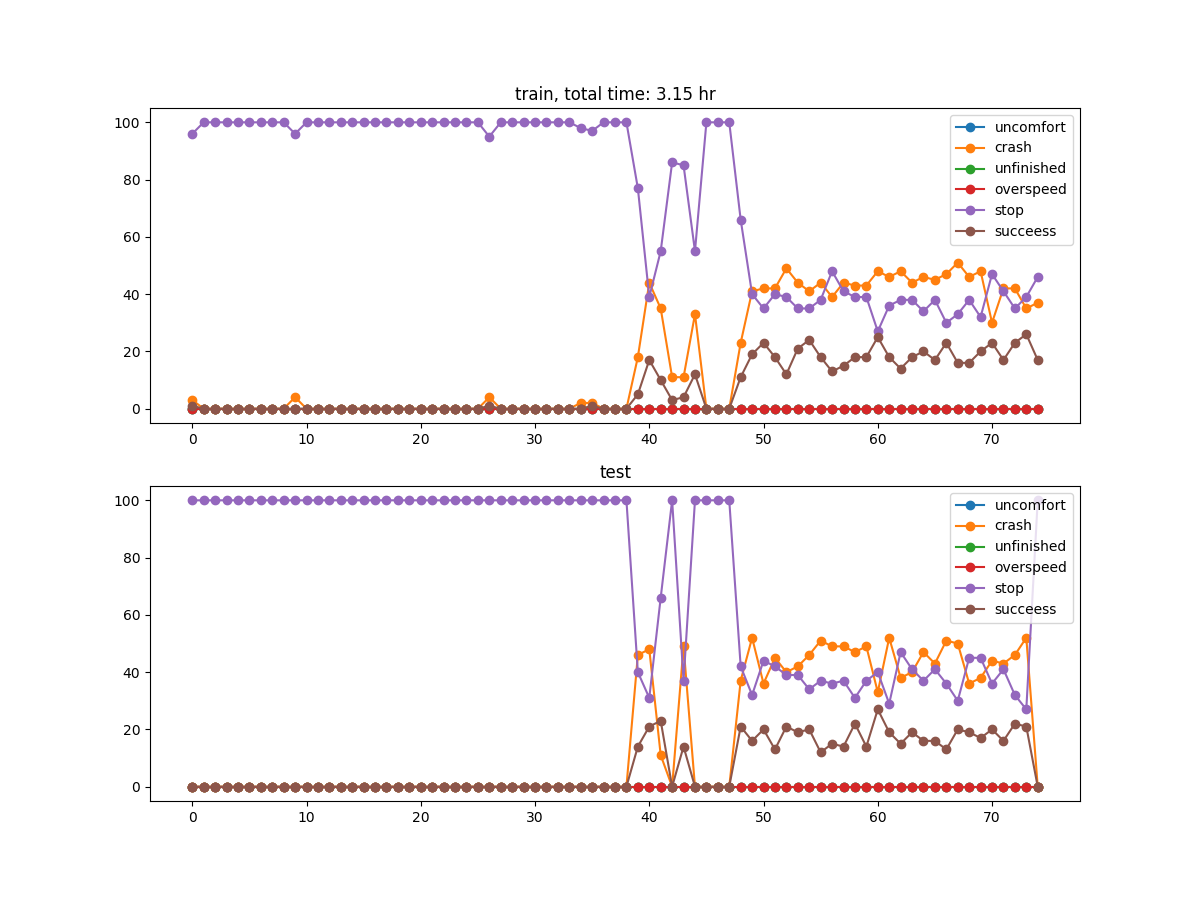 train, total time: 3.15 hr
100
80
60
40
20
0
uncomfort
crash
unfinished
overspeed
stop
succeess
0 10 20 30 40 50 60 70
test
100
80
60
40
20
0
uncomfort
crash
unfinished
overspeed
stop
succeess
0 10 20 30 40 50 60 70